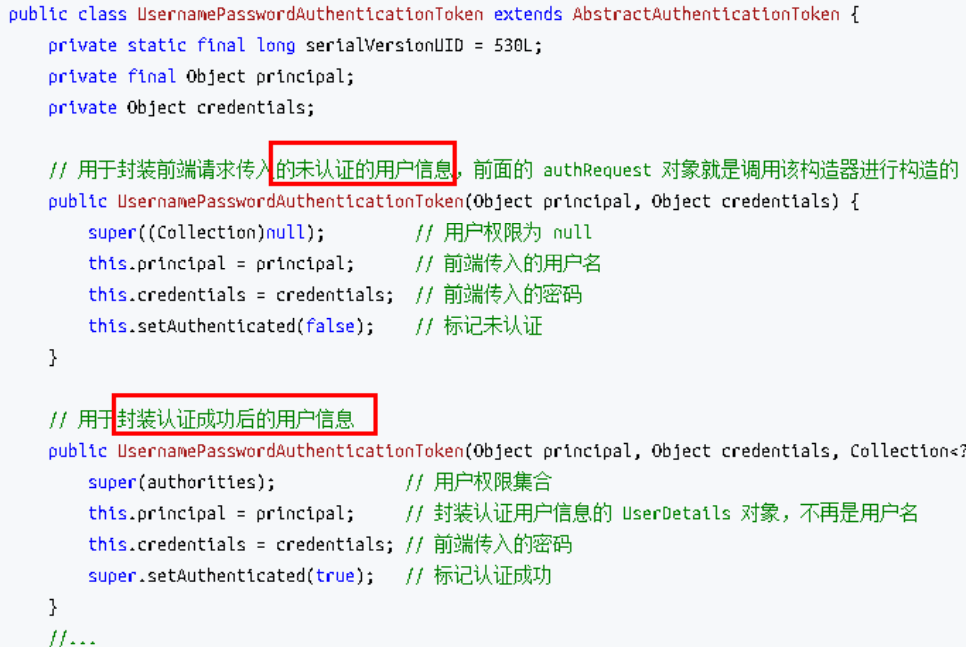 public class UsernamePasswordAuthenticationToken extends AbstractAuthenticationToken {
private static final long serialVersionUID = 530L;
private final Object principal;
private Object credentials;
// 用于封装前端请求传入的未认证的用户信息，前面的 authRequest 对象就是调用该构造器进行构造的
public UsernamePasswordAuthenticationToken(Object principal, Object credentials) {
super((Collection)null); // 用户权限为 null
this.principal = principal; // 前端传入的用户名
this.credentials = credentials; // 前端传入的密码
this.setAuthenticated(false); // 标记未认证
}
// 用于封装认证成功后的用户信息
public UsernamePasswordAuthenticationToken(Object principal, Object credentials, Collection<?
super(authorities); // 用户权限集合
this.principal = principal; // 封装认证用户信息的 UserDetails 对象，不再是用户名
this.credentials = credentials; // 前端传入的密码
super.setAuthenticated(true); // 标记认证成功
}
//...